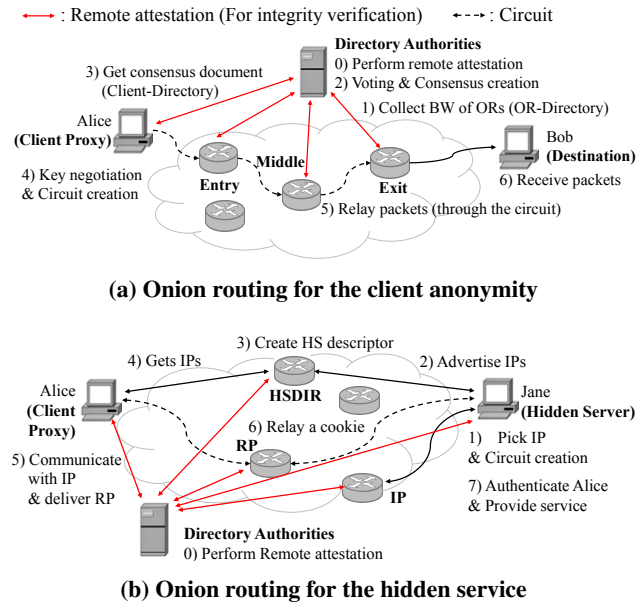 : Remote attestation (For integrity verification)
: Circuit
Directory Authorities
0) Perform remote attestation
2) Voting & Consensus creation
3) Get consensus document
(Client-Directory)
1) Collect BW of ORs (OR-Directory)
Alice
(Client Proxy)
Bob
(Destination)
Middle
Entry
Exit
4) Key negotiation
& Circuit creation
6) Receive packets
5) Relay packets (through the circuit)
(a) Onion routing for the client anonymity
3) Create HS descriptor
4) Gets IPs
2) Advertise IPs
Alice
(Client
Proxy)
HSDIR
Jane
(Hidden Server)
6) Relay a cookie
RP
1) Pick IP
& Circuit creation
5) Communicate
with IP
& deliver RP
IP
7) Authenticate Alice
& Provide service
Directory Authorities
0) Perform Remote attestation
(b) Onion routing for the hidden service